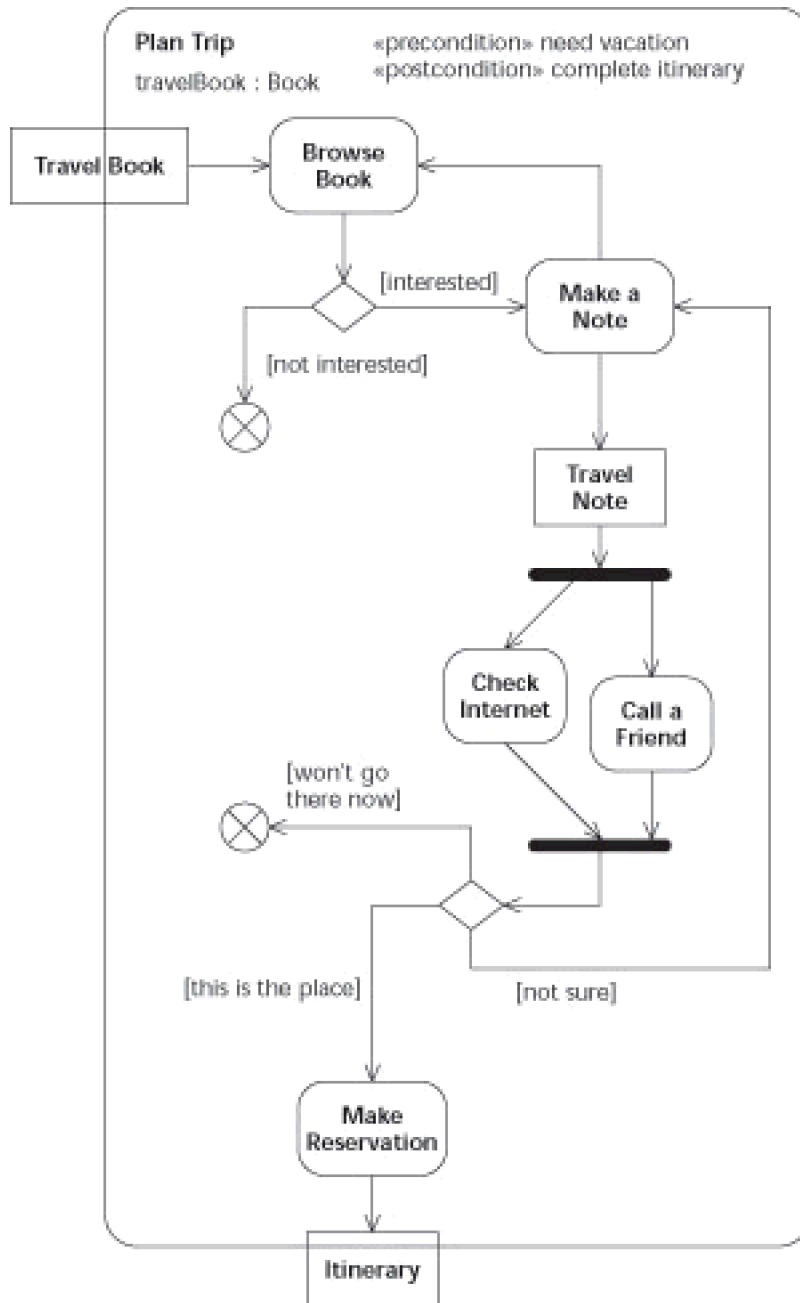 Plan Trip
«precondition» need vacation
«postcondition» complete itinerary
travelBook : Book
Travel Book
Browse
Book
[interested]
Make a
Note
[not interested]
Travel
Note
Check
Internet
Call a
Friend
[won't go
there now]
[this is the place]
[not sure]
Make
Reservation
Itinerary